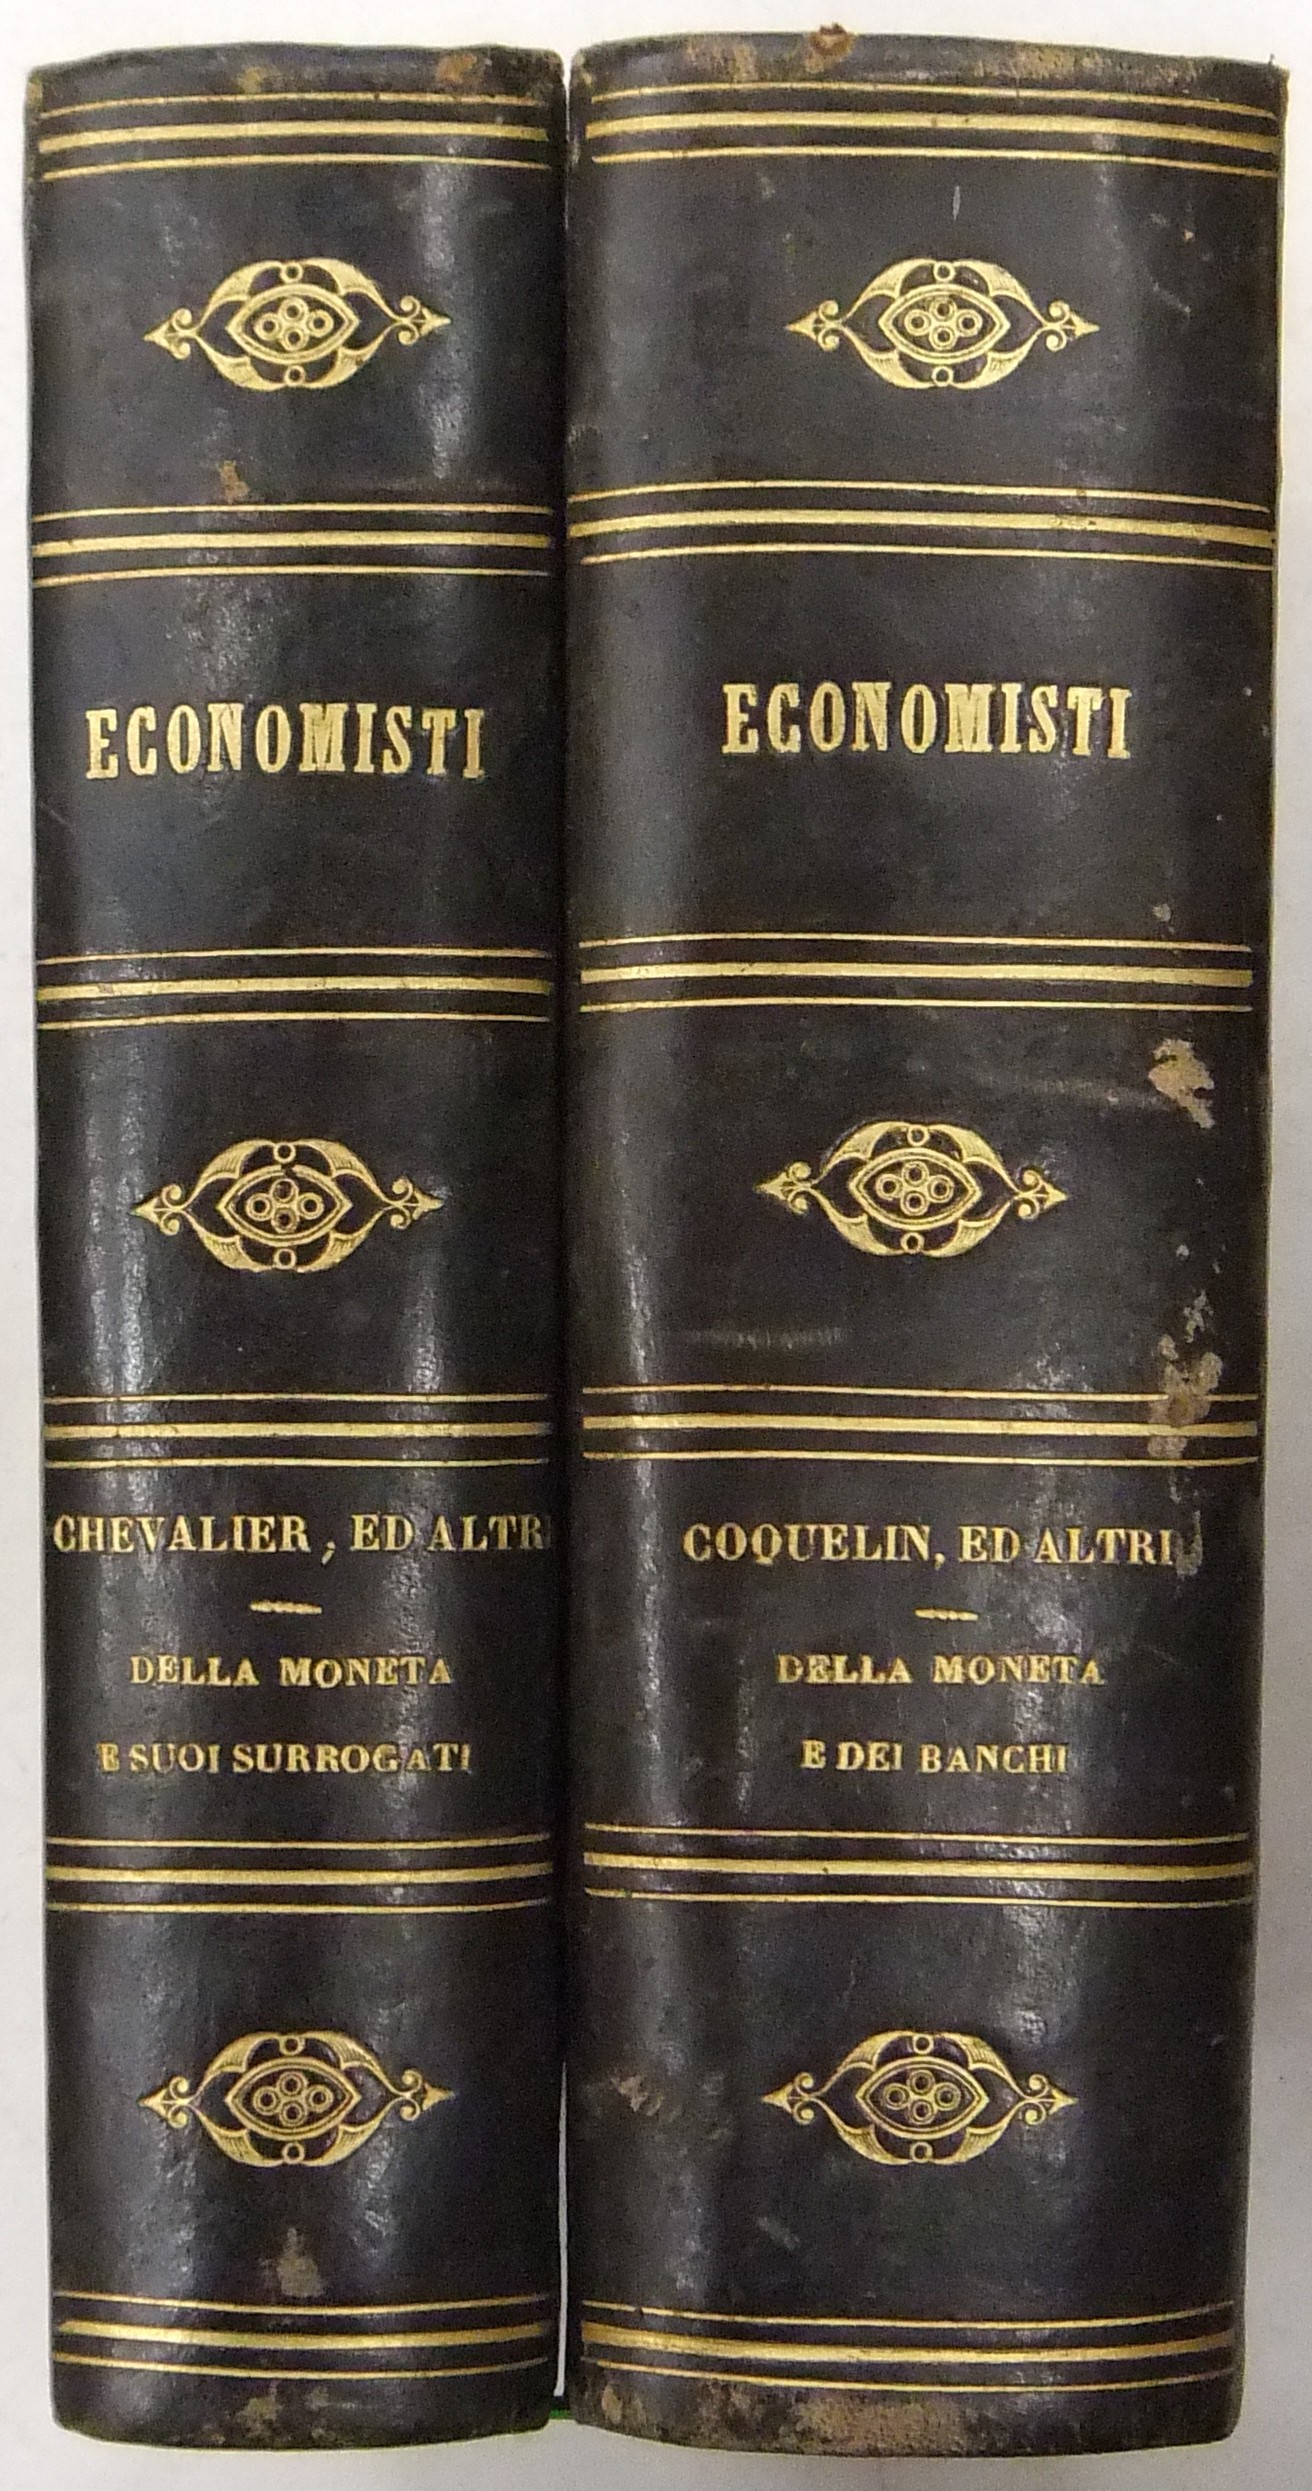 ECONOMISTI
CHEVALIER, ED ALTRI
DELLA MONETA
E SUOI SURROGATI
ECONOMISTI
COQUELIN, ED ALTRI
DELLA MONETA
E DEI BANCHI